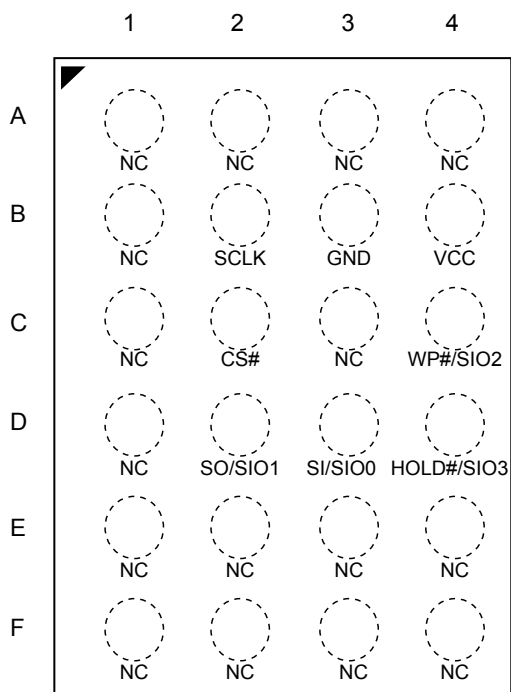 1 2 3 4
A
NC NC NC NC
B
NC SCLK GND VCC
C
NC CS# NC WP#/SIO2
D
NC SO/SIO1 SI/SIO0 HOLD#/SIO3
E
NC NC NC NC
F
NC NC NC NC